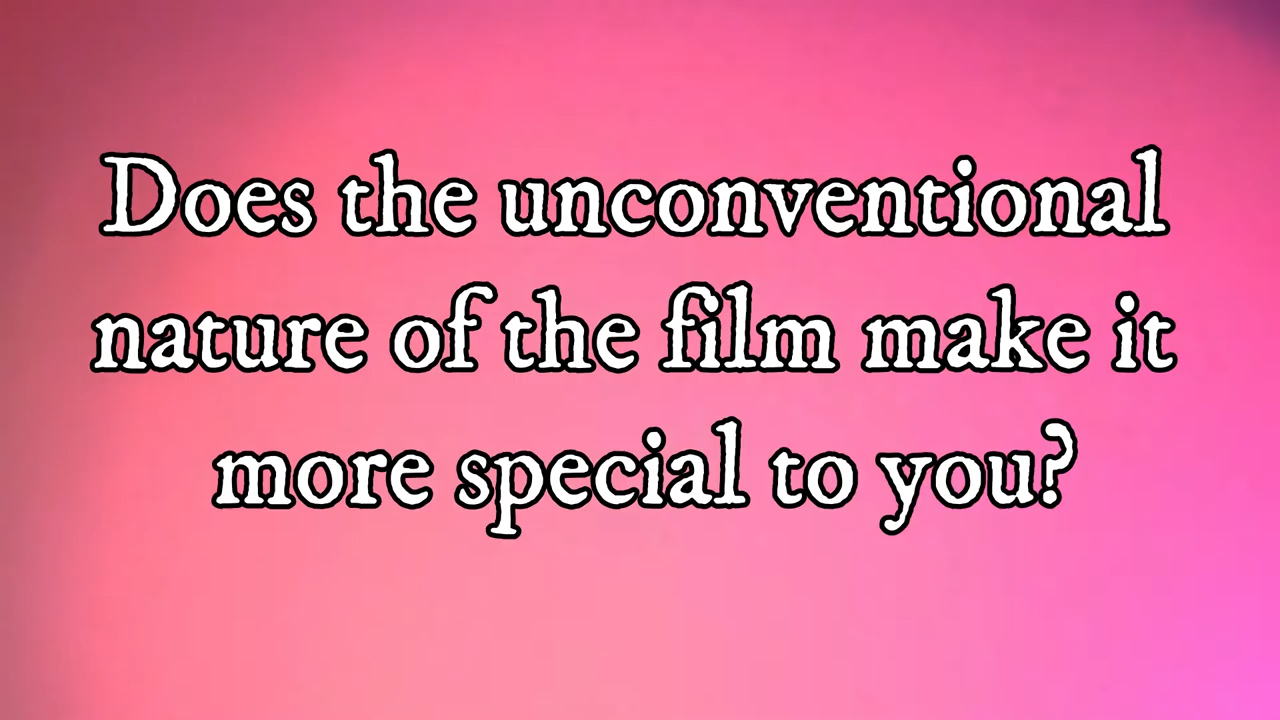 Does the unconventional
nature of the film make it
more special to you?